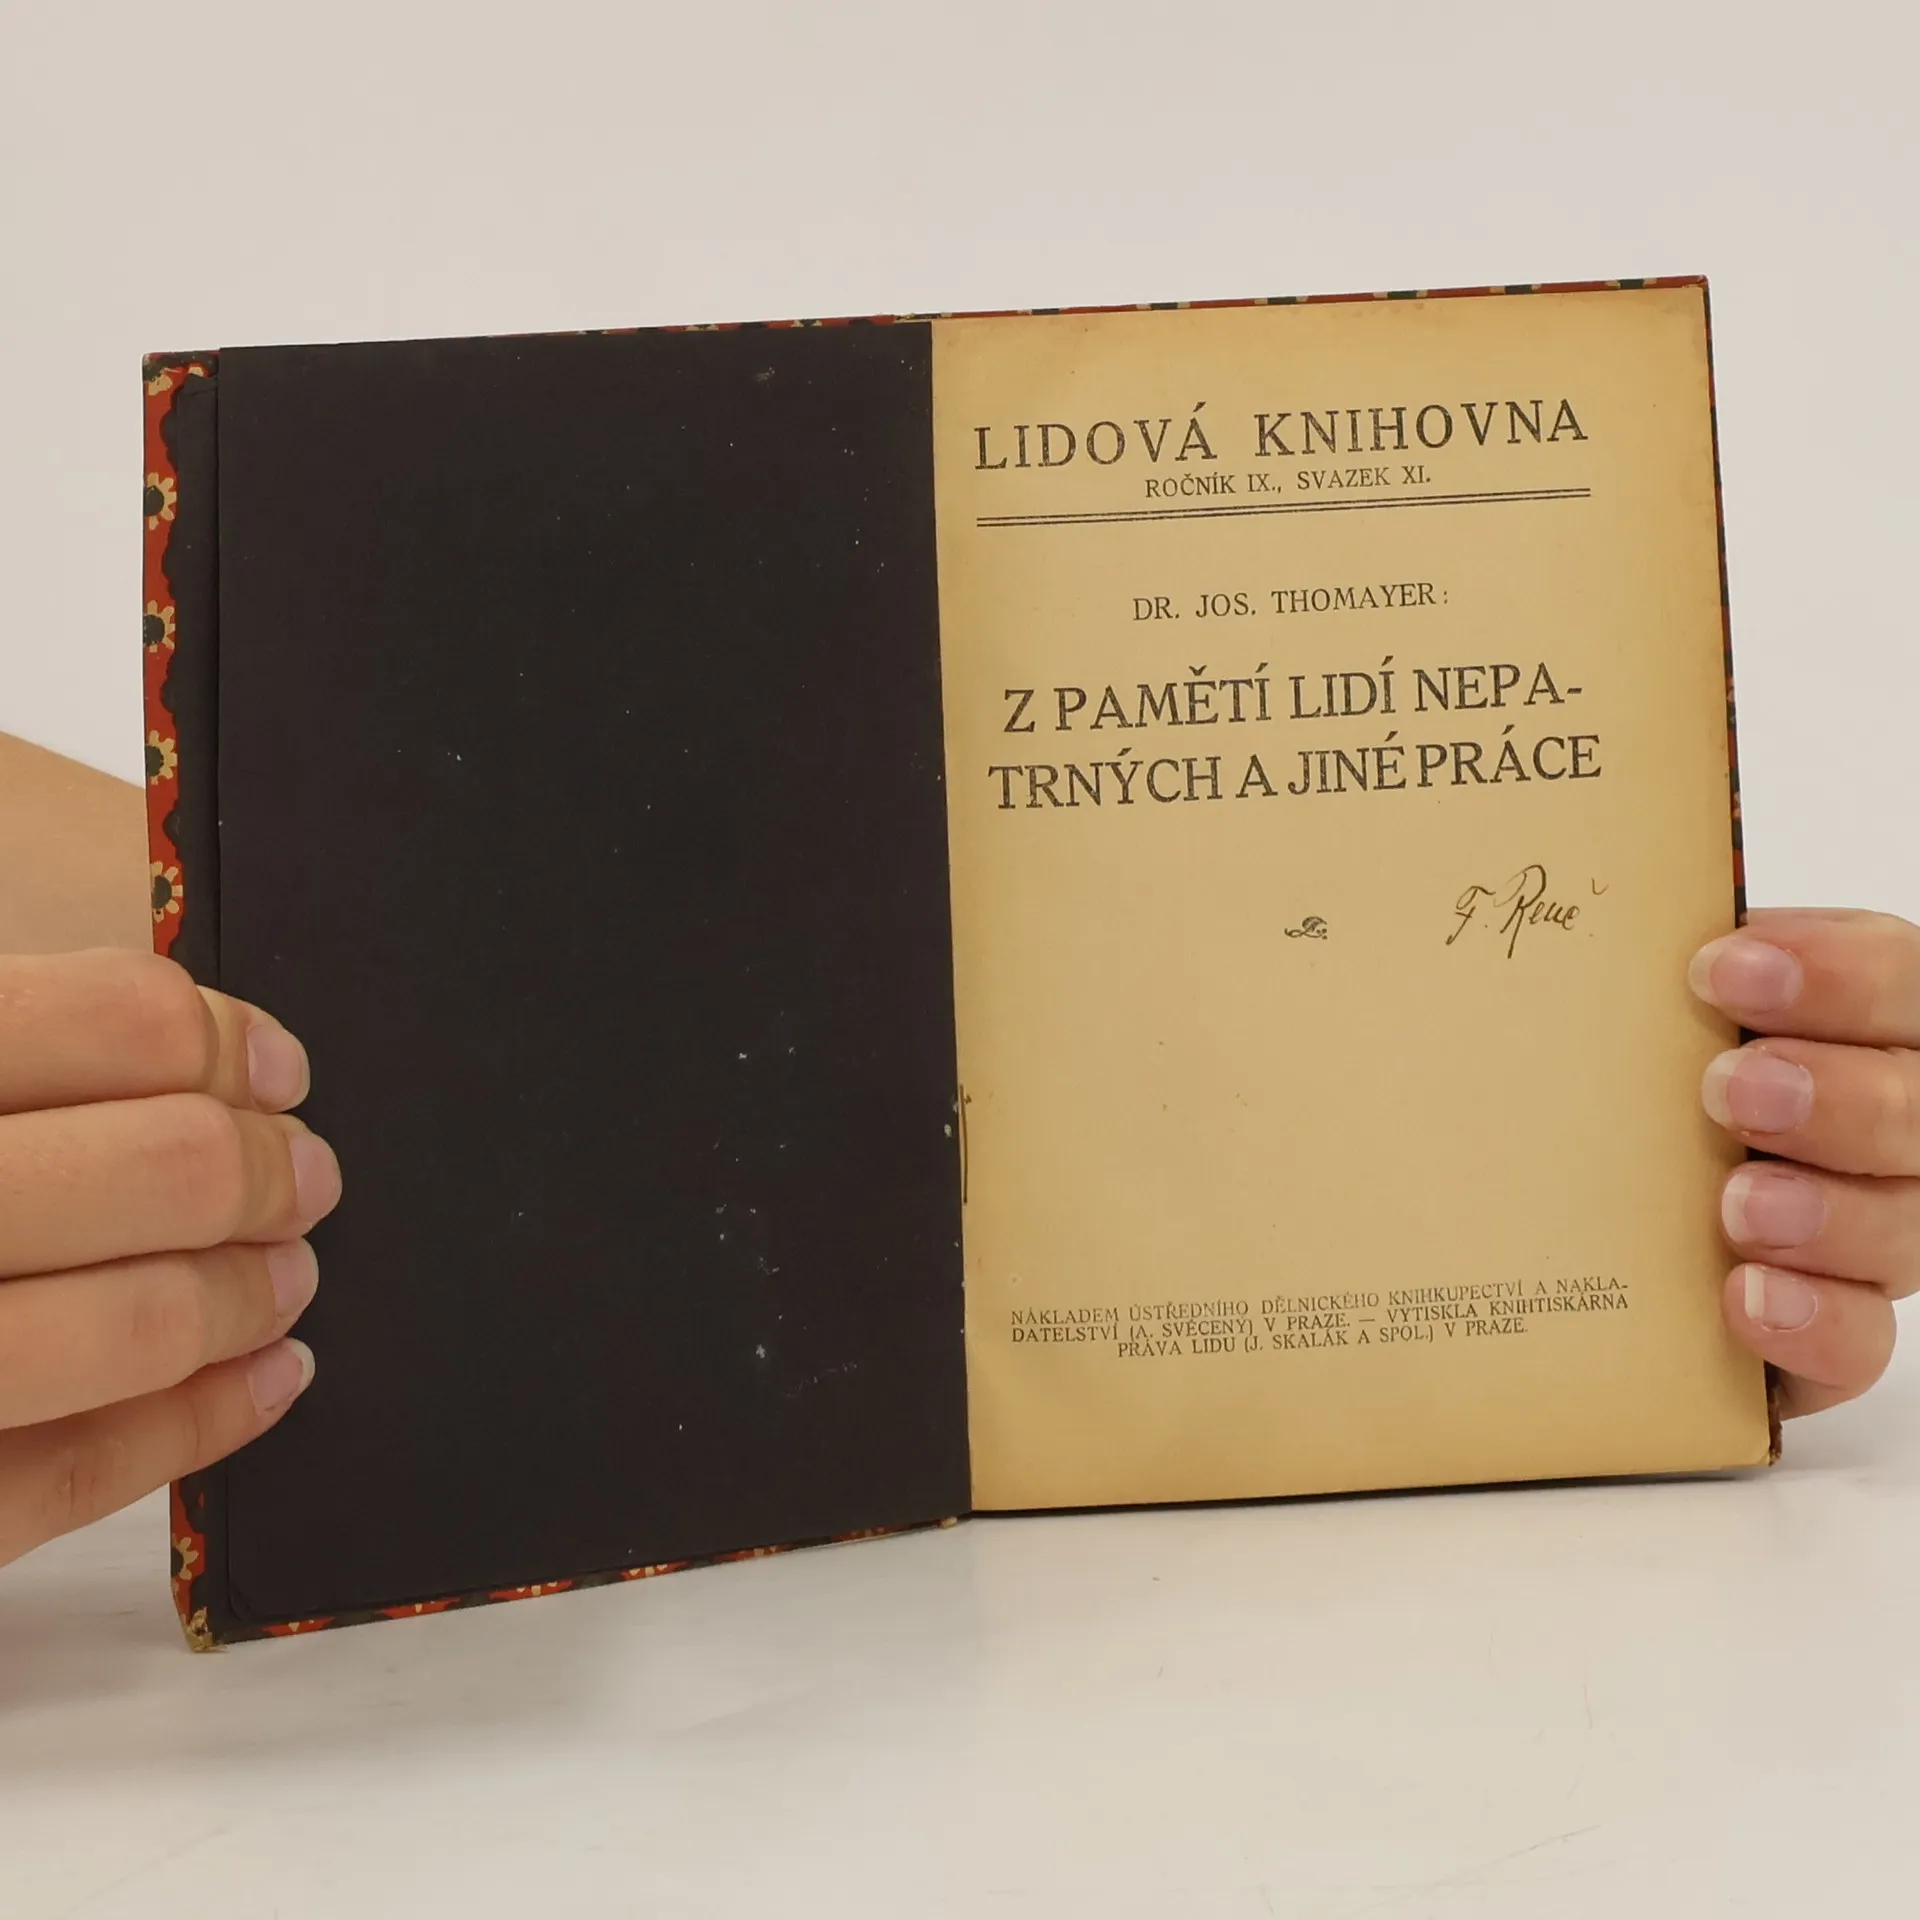 LIDOVÁ KNIHOVNA
ROČNÍK IX., SVAZEK XI.
DR. JOS. THOMAYER:
Z PAMĚTÍ LIDÍ NEPA-
TRNÝCH A JINÉ PRÁCE
F. Reně
NÁKLADEM ÚSTŘEDNÍHO DĚLNICKÉHO KNIHKUPECTVÍ A NAKLA-
DATELSTVÍ (A. SVĚCENÝ) V PRAZE. — VYTISKLA KNIHTISKÁRNA
PRÁVA LIDU (J. SKALÁK A SPOL.) V PRAZE.